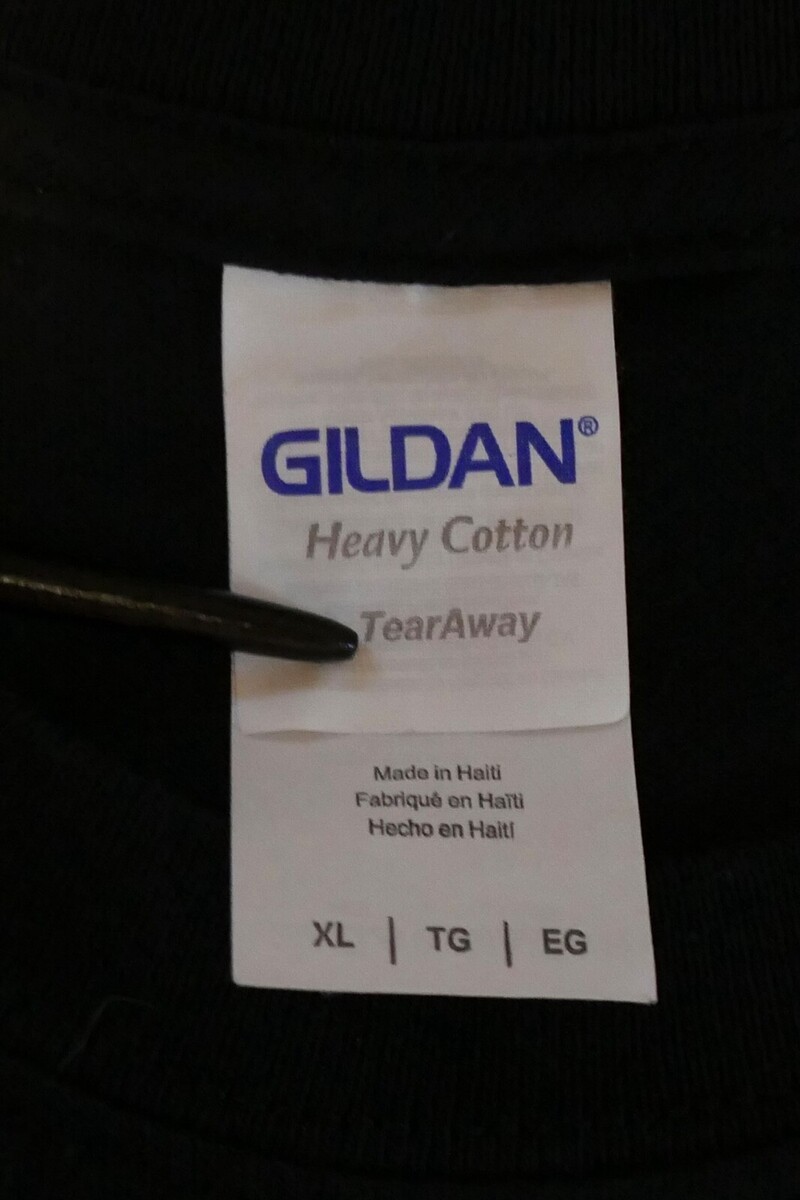 GILDAN®
Heavy Cotton
TearAway
Made in Haiti
Fabriqué en Haïti
Hecho en Haití
XL | TG | EG